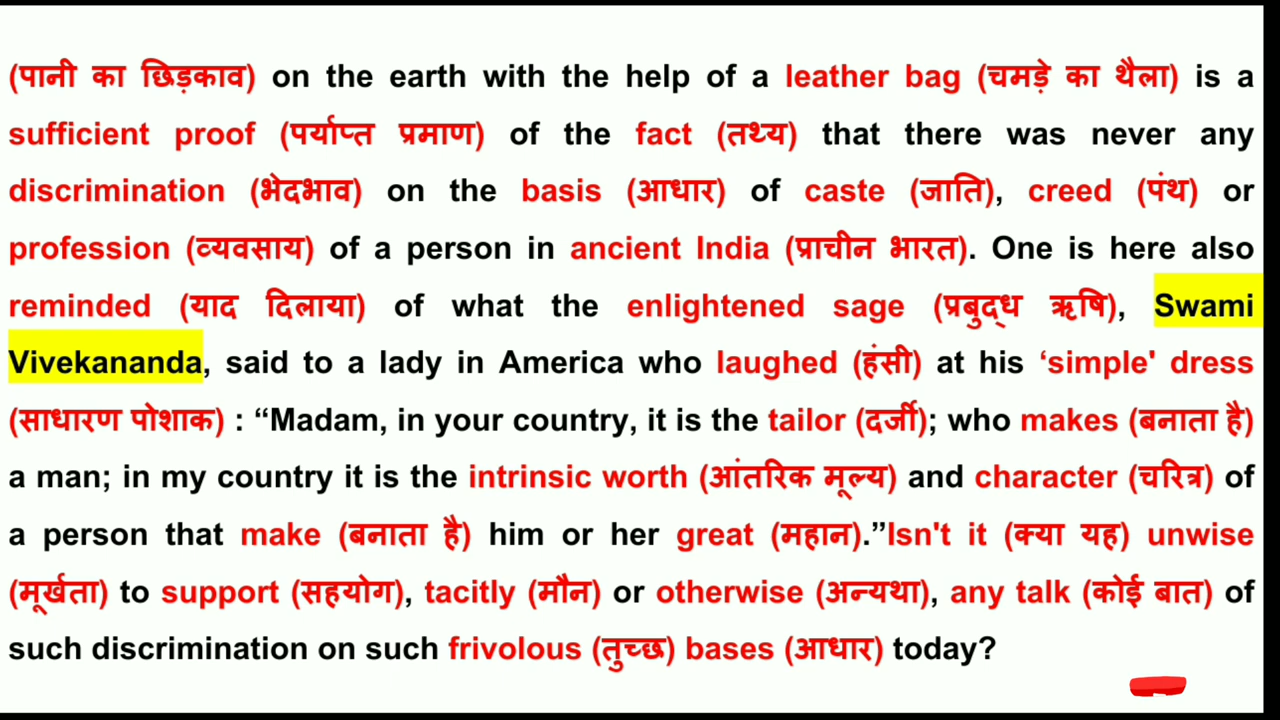 (पानी का छिड़काव) on the earth with the help of a leather bag (चमड़े का थैला) is a
sufficient proof (पर्याप्त प्रमाण) of the fact (तथ्य) that there was never any
discrimination (भेदभाव) on the basis (आधार) of caste (जाति), creed (पंथ) or
profession (व्यवसाय) of a person in ancient India (प्राचीन भारत). One is here also
reminded (याद दिलाया) of what the enlightened sage (प्रबुद्ध ऋषि), Swami
Vivekananda, said to a lady in America who laughed (हंसी) at his ‘simple' dress
(साधारण पोशाक) : “Madam, in your country, it is the tailor (दर्जी); who makes (बनाता है)
a man; in my country it is the intrinsic worth (आंतरिक मूल्य) and character (चरित्र) of
a person that make (बनाता है) him or her great (महान).”Isn't it (क्या यह) unwise
(मूर्खता) to support (सहयोग), tacitly (मौन) or otherwise (अन्यथा), any talk (कोई बात) of
such discrimination on such frivolous (तुच्छ) bases (आधार) today?